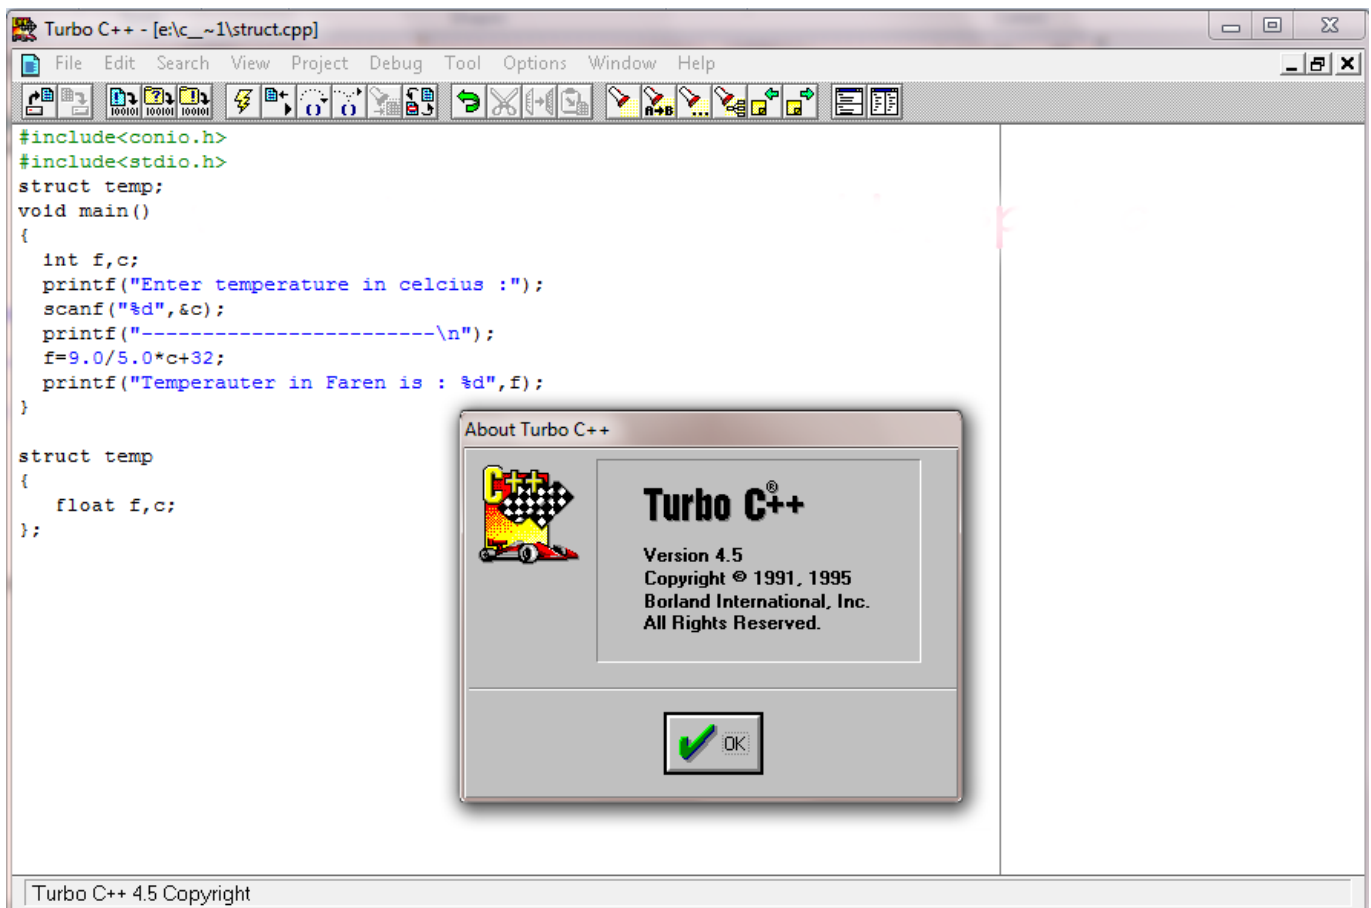 Turbo C++ - [e:\c__~1\struct.cpp]
File Edit Search View Project Debug Tool Options Window Help
#include<conio.h>
#include<stdio.h>
struct temp;
void main()
{
  int f,c;
  printf("Enter temperature in celcius :");
  scanf("%d",&c);
  printf("------------------------\n");
  f=9.0/5.0*c+32;
  printf("Temperauter in Faren is : %d",f);
}
struct temp
{
   float f,c;
};
About Turbo C++
C++
Turbo C++®
Version 4.5
Copyright © 1991, 1995
Borland International, Inc.
All Rights Reserved.
OK
Turbo C++ 4.5 Copyright